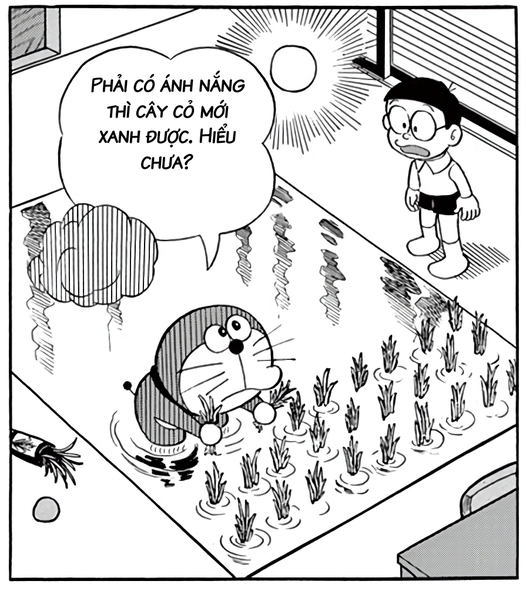 PHẢI CÓ ÁNH NẮNG
THÌ CÂY CỎ MỚI
XANH ĐƯỢC. HIỂU
CHƯA?